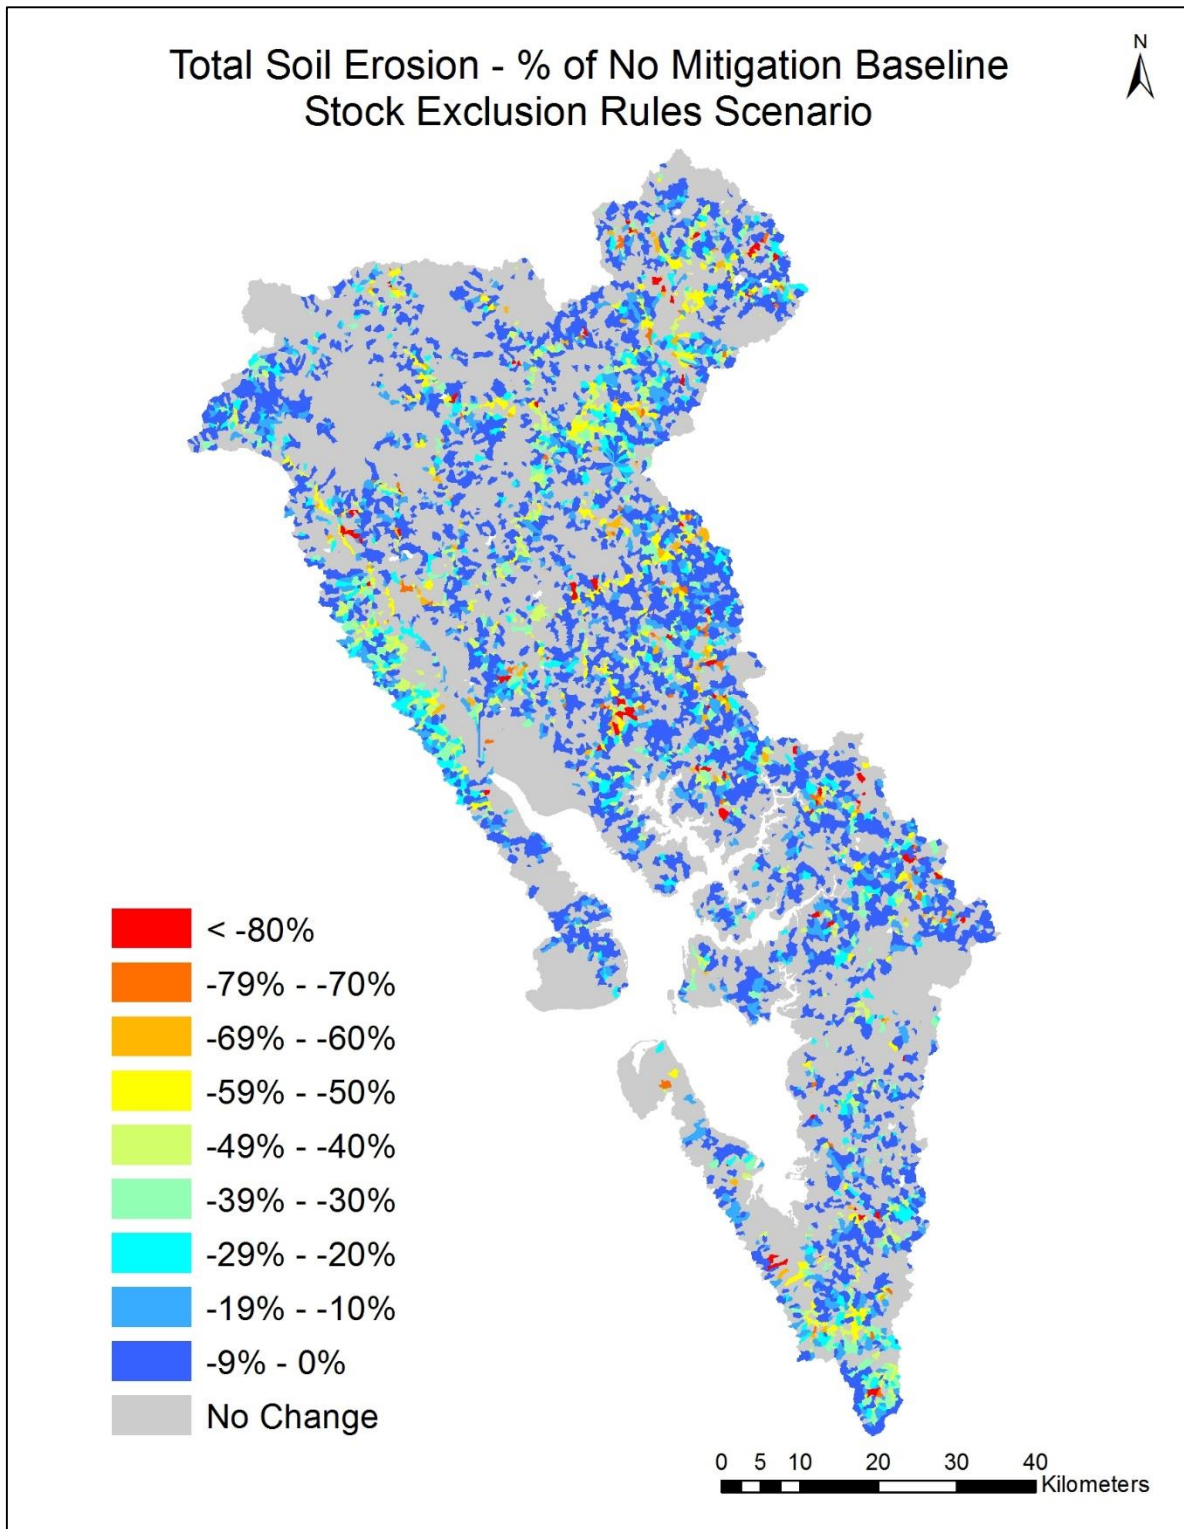 Total Soil Erosion - % of No Mitigation Baseline
Stock Exclusion Rules Scenario
N
< -80%
-79% - -70%
-69% - -60%
-59% - -50%
-49% - -40%
-39% - -30%
-29% - -20%
-19% - -10%
-9% - 0%
No Change
0 5 10 20 30 40
Kilometers